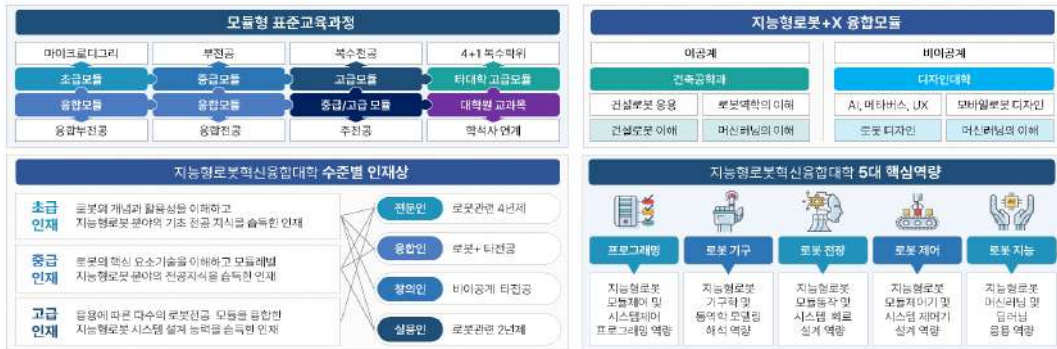 모듈형 표준교육과정
마이크로디그리 부전공 복수전공 4+1 복수학위
초급모듈 중급모듈 고급모듈 타대학 고급모듈
융합모듈 융합모듈 중급/고급 모듈 대학원 교과목
융합부전공 융합전공 주전공 학석사 연계
지능형로봇+X 융합모듈
이공계 비이공계
건축공학과 디자인대학
건설로봇 응용 로봇역학의 이해 AI, 메타버스, UX 모바일로봇 디자인
건설로봇 이해 머신러닝의 이해 로봇 디자인 머신러닝의 이해
지능형로봇혁신융합대학 수준별 인재상
초급
인재
로봇의 개념과 활용성을 이해하고
지능형로봇 분야의 기초 전공 지식을 습득한 인재
중급
인재
로봇의 핵심 요소기술을 이해하고 모듈레벨
지능형로봇 분야의 전공지식을 습득한 인재
고급
인재
응용에 따른 다수의 로봇전공 모듈을 융합한
지능형로봇 시스템 설계 능력을 습득한 인재
전문인 로봇관련 4년제
융합인 로봇+ 타전공
창의인 비이공계 타전공
실용인 로봇관련 2년제
지능형로봇혁신융합대학 5대 핵심역량
프로그래밍 로봇 기구 로봇 전장 로봇 제어 로봇 지능
지능형로봇
모듈제어 및
시스템제어
프로그래밍 역량
지능형로봇
기구학 및
동역학 모델링
해석 역량
지능형로봇
모듈동작 및
시스템 회로
설계 역량
지능형로봇
모듈제어기 및
시스템 제어기
설계 역량
지능형로봇
머신러닝 및
딥러닝
응용 역량